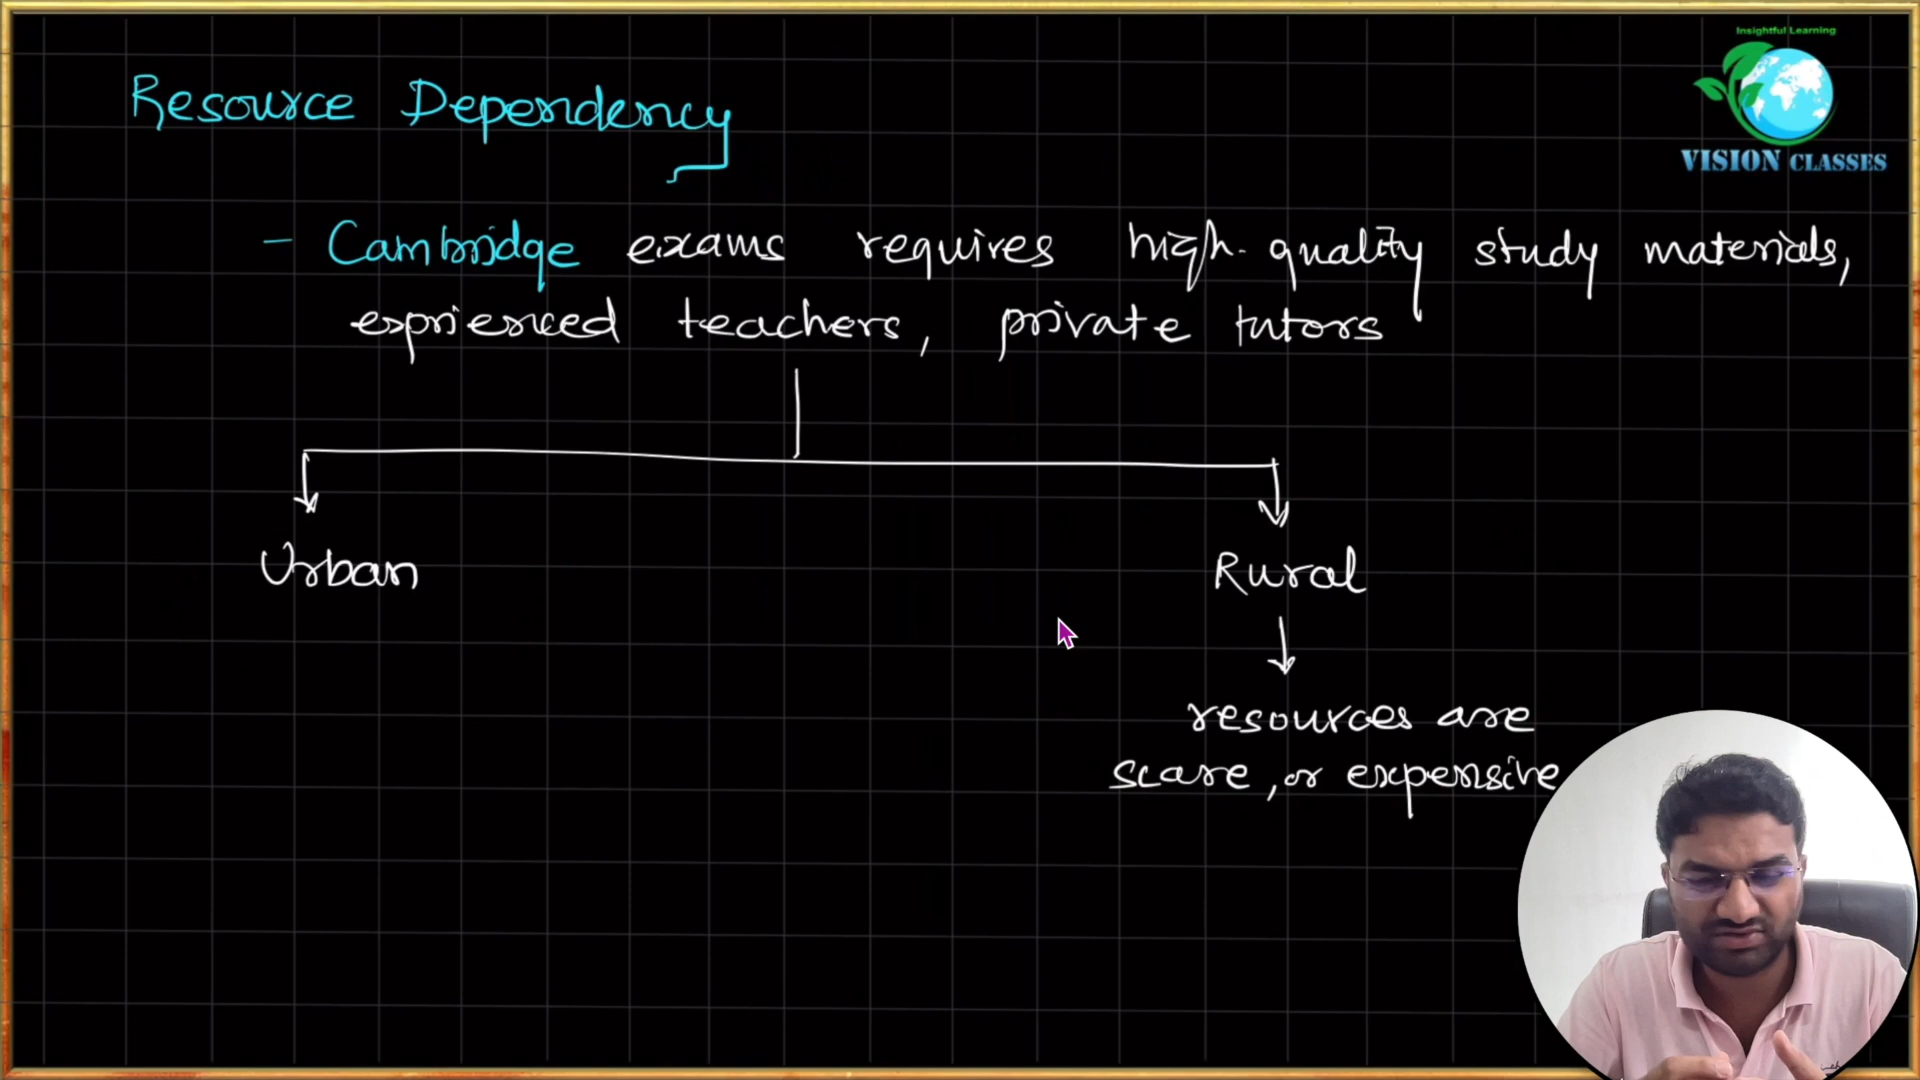 Insightful Learning
VISION CLASSES
Resource Dependency
- Cambridge exams requires high-quality study materials,
exprienced teachers, private tutors
Urban
Rural
resources are
scare, or expensive